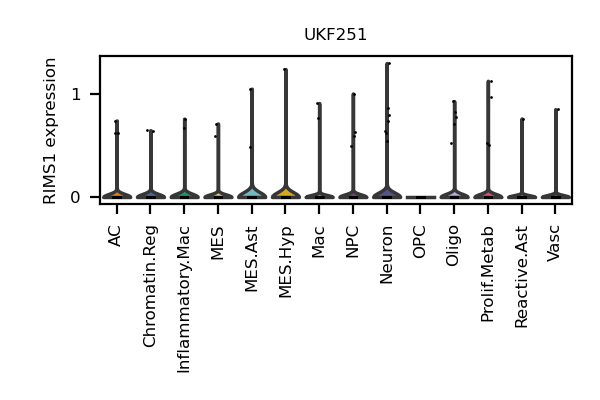 UKF251
RIMS1 expression
1
0
AC
Chromatin.Reg
Inflammatory.Mac
MES
MES.Ast
MES.Hyp
Mac
NPC
Neuron
OPC
Oligo
Prolif.Metab
Reactive.Ast
Vasc